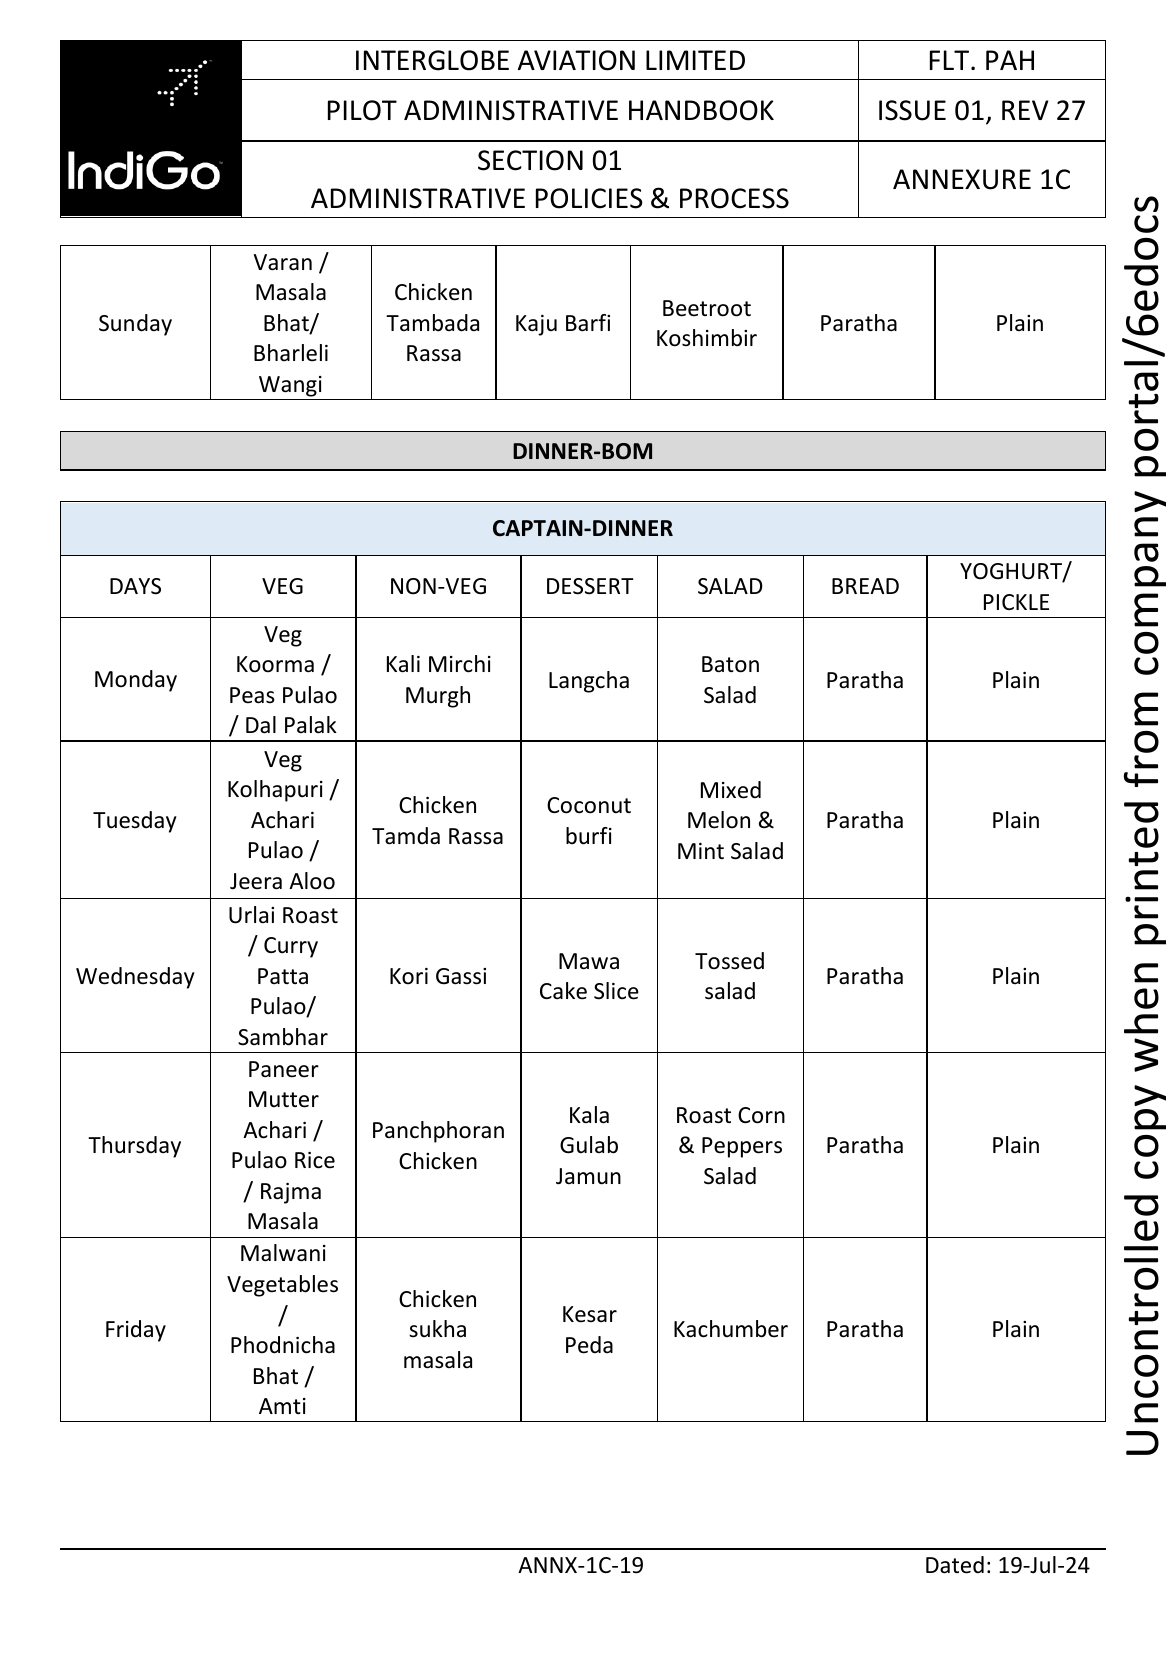 INTERGLOBE AVIATION LIMITED
FLT. PAH
PILOT ADMINISTRATIVE HANDBOOK
ISSUE 01, REV 27
IndiGo
SECTION 01
ADMINISTRATIVE POLICIES & PROCESS
ANNEXURE 1C
Sunday
Varan /
Masala
Bhat/
Bharleli
Wangi
Chicken
Tambada
Rassa
Kaju Barfi
Beetroot
Koshimbir
Paratha
Plain
DINNER-BOM
CAPTAIN-DINNER
DAYS
VEG
NON-VEG
DESSERT
SALAD
BREAD
YOGHURT/
PICKLE
Monday
Veg
Koorma /
Peas Pulao
/ Dal Palak
Kali Mirchi
Murgh
Langcha
Baton
Salad
Paratha
Plain
Tuesday
Veg
Kolhapuri /
Achari
Pulao /
Jeera Aloo
Chicken
Tamda Rassa
Coconut
burfi
Mixed
Melon &
Mint Salad
Paratha
Plain
Wednesday
Urlai Roast
/ Curry
Patta
Pulao/
Sambhar
Kori Gassi
Mawa
Cake Slice
Tossed
salad
Paratha
Plain
Thursday
Paneer
Mutter
Achari /
Pulao Rice
/ Rajma
Masala
Panchphoran
Chicken
Kala
Gulab
Jamun
Roast Corn
& Peppers
Salad
Paratha
Plain
Friday
Malwani
Vegetables
/
Phodnicha
Bhat /
Amti
Chicken
sukha
masala
Kesar
Peda
Kachumber
Paratha
Plain
ANNX-1C-19
Dated: 19-Jul-24
Uncontrolled copy when printed from company portal/6edocs